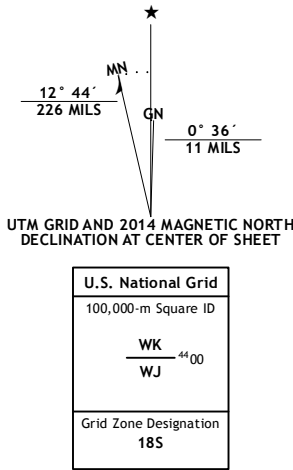 MN
12° 44´
226 MILS
GN
0° 36´
11 MILS
UTM GRID AND 2014 MAGNETIC NORTH
DECLINATION AT CENTER OF SHEET
U.S. National Grid
100,000-m Square ID
WK
4400
WJ
Grid Zone Designation
18S